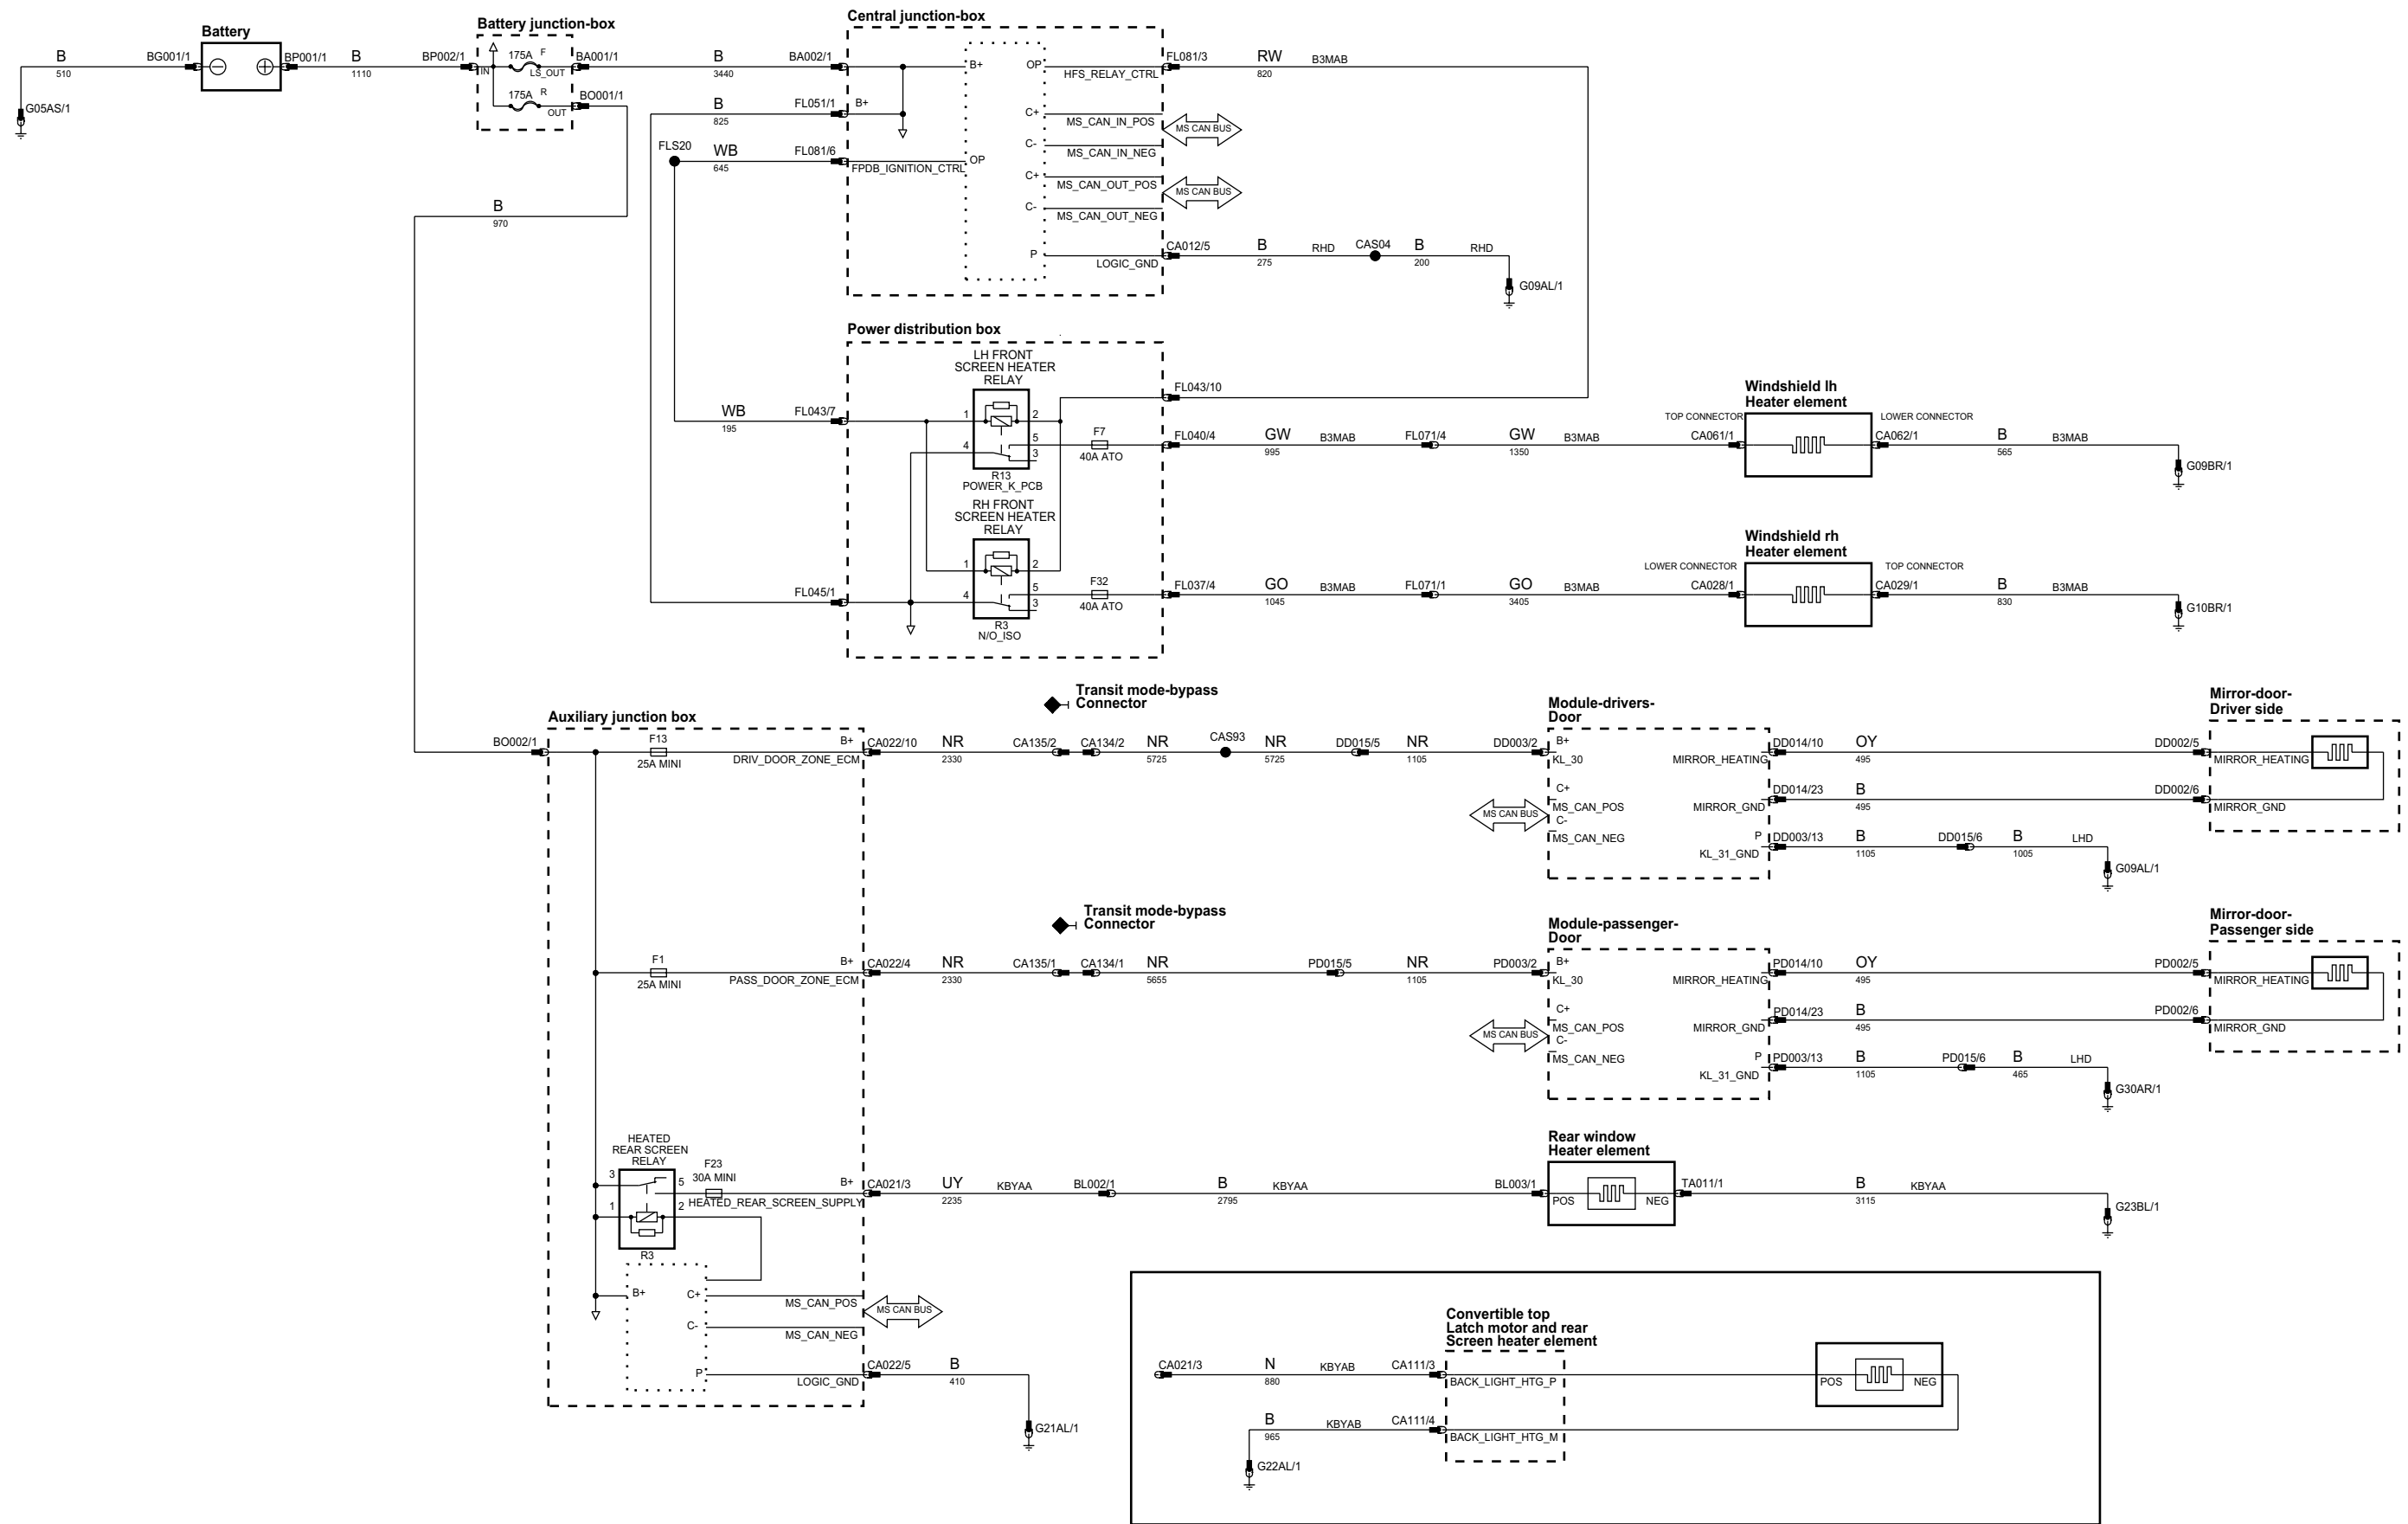 Battery
B
510
BG001/1
G05AS/1
BP001/1
B
1110
BP002/1
Battery junction-box
IN
175A
F
LS_OUT
BA001/1
175A
R
OUT
BO001/1
B
3440
BA002/1
B
825
FL051/1
B+
FLS20
WB
645
FL081/6
B
970
Central junction-box
B+
OP
FPDB_IGNITION_CTRL
OP
HFS_RELAY_CTRL
FL081/3
RW
820
B3MAB
C+
MS_CAN_IN_POS
C-
MS_CAN_IN_NEG
MS CAN BUS
C+
MS_CAN_OUT_POS
C-
MS_CAN_OUT_NEG
MS CAN BUS
P
LOGIC_GND
CA012/5
B
275
RHD
CAS04
B
200
RHD
G09AL/1
Power distribution box
LH FRONT
SCREEN HEATER
RELAY
1
2
4
5
3
R13
POWER_K_PCB
F7
40A ATO
WB
195
FL043/7
FL043/10
FL040/4
GW
995
B3MAB
FL071/4
GW
1350
B3MAB
TOP CONNECTOR
CA061/1
Windshield lh
Heater element
LOWER CONNECTOR
CA062/1
B
565
B3MAB
G09BR/1
RH FRONT
SCREEN HEATER
RELAY
1
2
4
5
3
R3
N/O_ISO
F32
40A ATO
FL045/1
FL037/4
GO
1045
B3MAB
FL071/1
GO
3405
B3MAB
LOWER CONNECTOR
CA028/1
Windshield rh
Heater element
TOP CONNECTOR
CA029/1
B
830
B3MAB
G10BR/1
Auxiliary junction box
BO002/1
F13
25A MINI
B+
DRIV_DOOR_ZONE_ECM
CA022/10
NR
2330
Transit mode-bypass
Connector
CA135/2
CA134/2
NR
5725
CAS93
NR
5725
DD015/5
NR
1105
DD003/2
Module-drivers-
Door
B+
KL_30
C+
MS_CAN_POS
C-
MS_CAN_NEG
MS CAN BUS
MIRROR_HEATING
MIRROR_GND
P
KL_31_GND
DD014/10
OY
495
DD002/5
DD014/23
B
495
DD002/6
DD003/13
B
1105
DD015/6
B
1005
LHD
G09AL/1
Mirror-door-
Driver side
MIRROR_HEATING
MIRROR_GND
F1
25A MINI
B+
PASS_DOOR_ZONE_ECM
CA022/4
NR
2330
Transit mode-bypass
Connector
CA135/1
CA134/1
NR
5655
PD015/5
NR
1105
PD003/2
Module-passenger-
Door
B+
KL_30
C+
MS_CAN_POS
C-
MS_CAN_NEG
MS CAN BUS
MIRROR_HEATING
MIRROR_GND
P
KL_31_GND
PD014/10
OY
495
PD002/5
PD014/23
B
495
PD002/6
PD003/13
B
1105
PD015/6
B
465
LHD
G30AR/1
Mirror-door-
Passenger side
MIRROR_HEATING
MIRROR_GND
HEATED
REAR SCREEN
RELAY
3
5
1
2
R3
F23
30A MINI
B+
HEATED_REAR_SCREEN_SUPPLY
CA021/3
UY
2235
KBYAA
BL002/1
B
2795
KBYAA
BL003/1
Rear window
Heater element
POS
NEG
TA011/1
B
3115
KBYAA
G23BL/1
B+
C+
MS_CAN_POS
C-
MS_CAN_NEG
MS CAN BUS
P
LOGIC_GND
CA022/5
B
410
G21AL/1
CA021/3
N
880
KBYAB
CA111/3
Convertible top
Latch motor and rear
Screen heater element
BACK_LIGHT_HTG_P
BACK_LIGHT_HTG_M
POS
NEG
B
965
KBYAB
CA111/4
G22AL/1